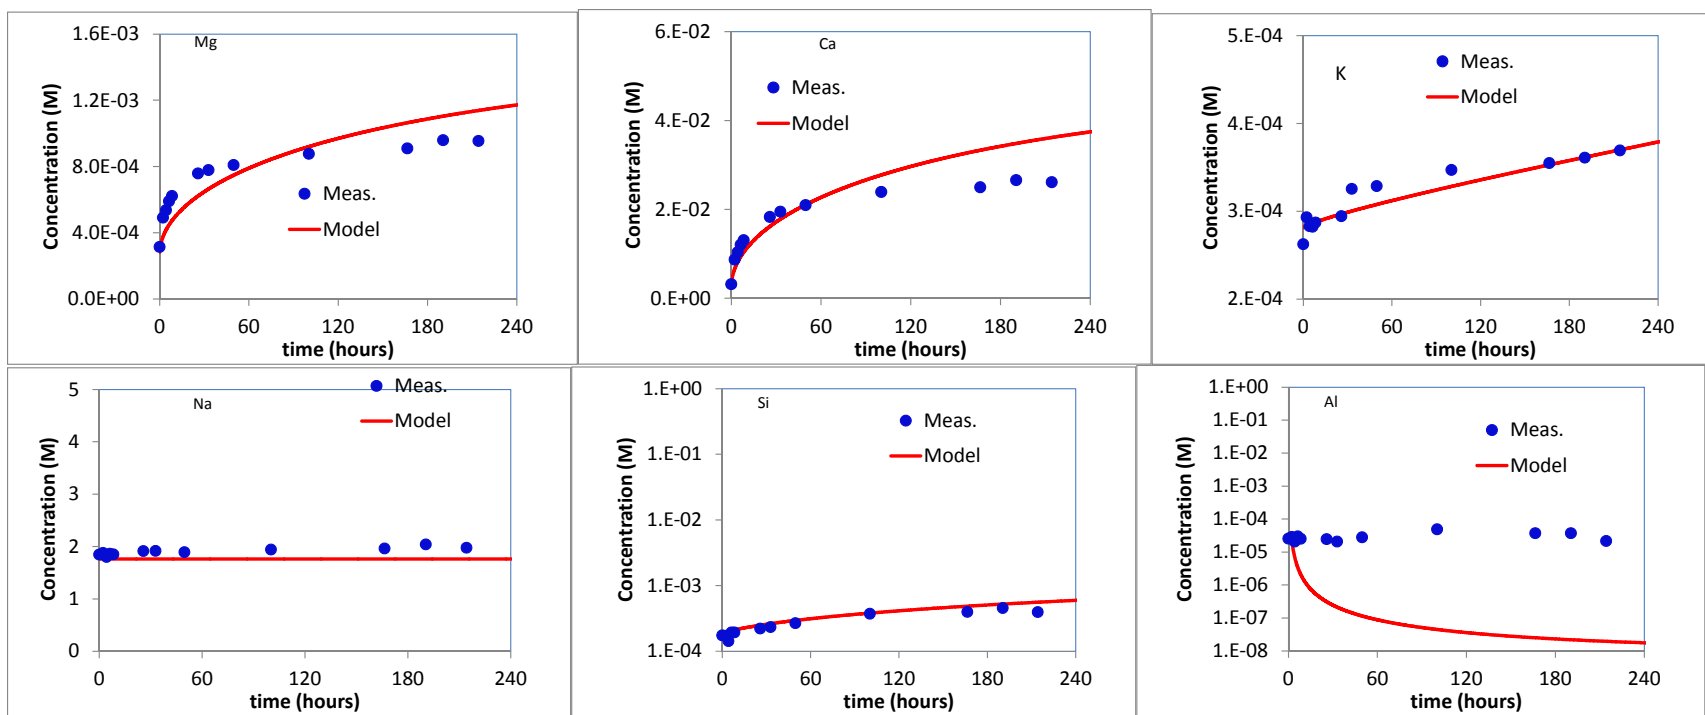 Mg
1.6E-03
1.2E-03
8.0E-04
4.0E-04
0.0E+00
Concentration (M)
Meas.
Model
0 60 120 180 240
time (hours)
Ca
6.E-02
4.E-02
2.E-02
0.E+00
Concentration (M)
Meas.
Model
0 60 120 180 240
time (hours)
K
5.E-04
4.E-04
3.E-04
2.E-04
Concentration (M)
Meas.
Model
0 60 120 180 240
time (hours)
Na
5
4
3
2
1
0
Concentration (M)
Meas.
Model
0 60 120 180 240
time (hours)
Si
1.E+00
1.E-01
1.E-02
1.E-03
1.E-04
Concentration (M)
Meas.
Model
0 60 120 180 240
time (hours)
Al
1.E+00
1.E-01
1.E-02
1.E-03
1.E-04
1.E-05
1.E-06
1.E-07
1.E-08
Concentration (M)
Meas.
Model
0 60 120 180 240
time (hours)